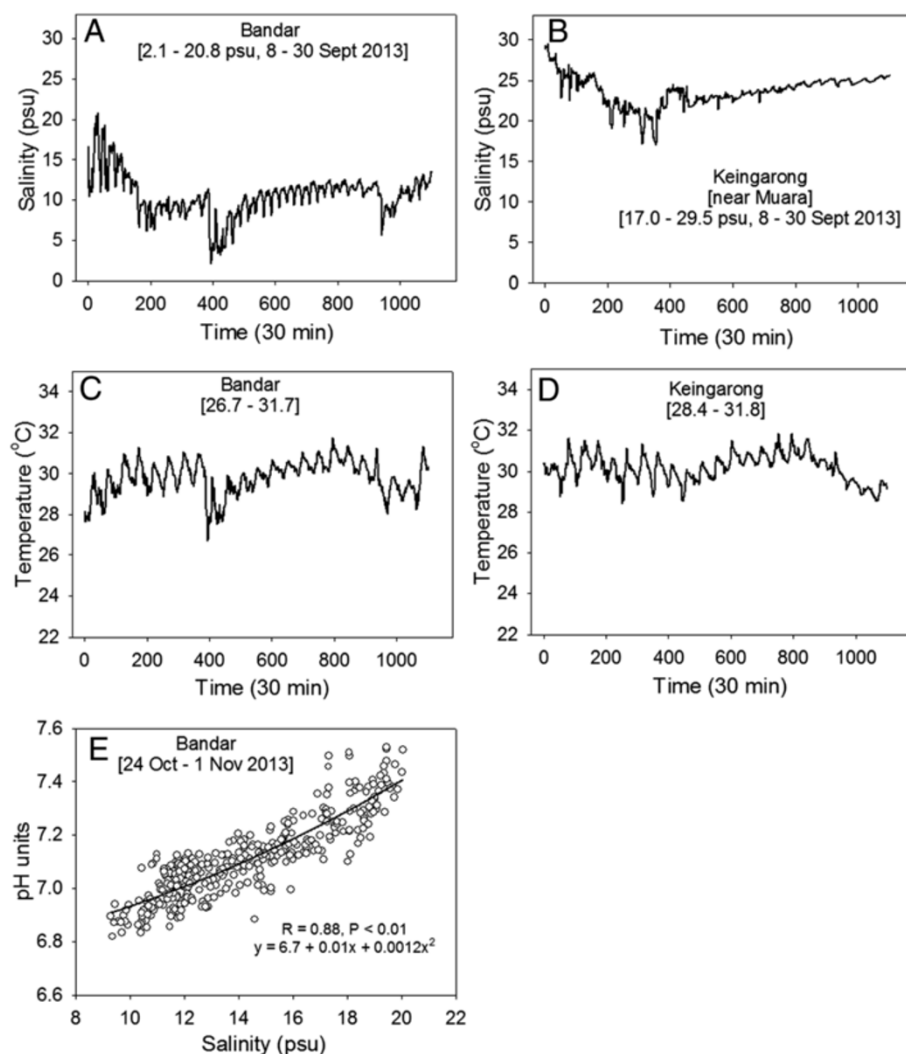 A
Bandar
[2.1 - 20.8 psu, 8 - 30 Sept 2013]
Salinity (psu)
30
25
20
15
10
5
0
0 200 400 600 800 1000
Time (30 min)
B
Salinity (psu)
30
25
20
15
10
5
0
Keingarong
[near Muara]
[17.0 - 29.5 psu, 8 - 30 Sept 2013]
0 200 400 600 800 1000
Time (30 min)
C
Bandar
[26.7 - 31.7]
Temperature (°C)
34
32
30
28
26
24
22
0 200 400 600 800 1000
Time (30 min)
D
Keingarong
[28.4 - 31.8]
Temperature (°C)
34
32
30
28
26
24
22
0 200 400 600 800 1000
Time (30 min)
E
Bandar
[24 Oct - 1 Nov 2013]
pH units
7.6
7.4
7.2
7.0
6.8
6.6
R = 0.88, P < 0.01
y = 6.7 + 0.01x + 0.0012x²
8 10 12 14 16 18 20 22
Salinity (psu)